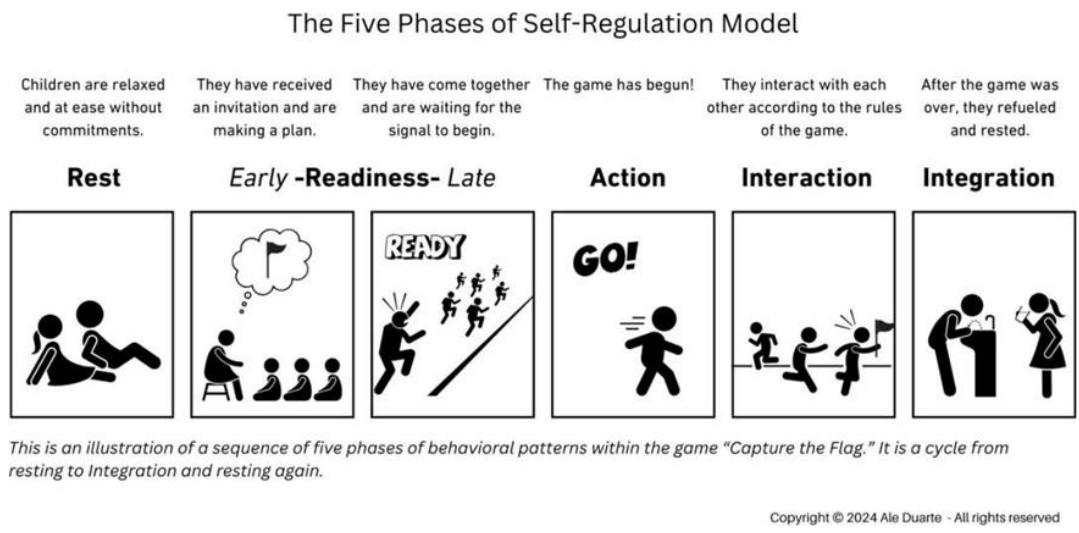 The Five Phases of Self-Regulation Model
Children are relaxed
and at ease without
commitments.
They have received
an invitation and are
making a plan.
They have come together
and are waiting for the
signal to begin.
The game has begun!
They interact with each
other according to the rules
of the game.
After the game was
over, they refueled
and rested.
Rest
Early -Readiness- Late
Action
Interaction
Integration
READY
GO!
This is an illustration of a sequence of five phases of behavioral patterns within the game “Capture the Flag.” It is a cycle from
resting to Integration and resting again.
Copyright © 2024 Ale Duarte - All rights reserved